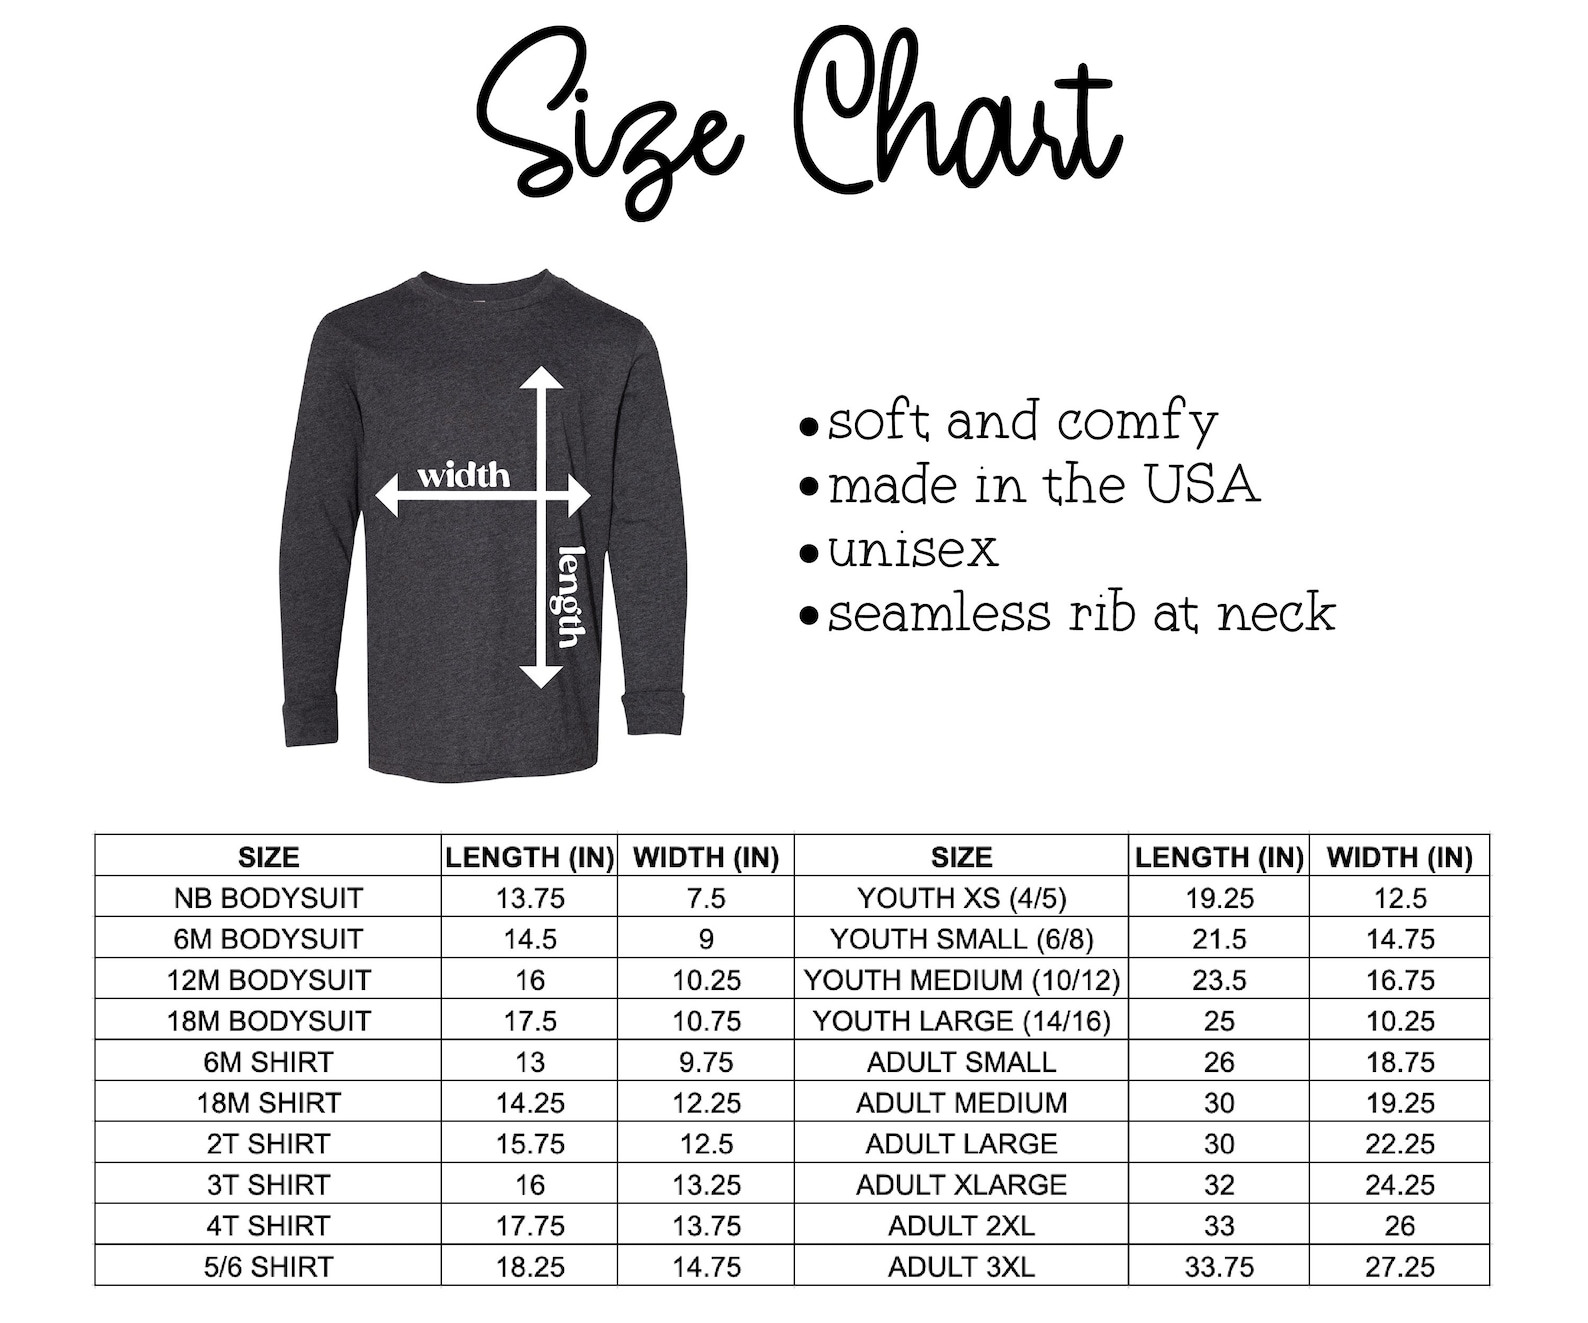 Size Chart
width
length
•soft and comfy
•made in the USA
•unisex
•seamless rib at neck
SIZE LENGTH (IN) WIDTH (IN) SIZE LENGTH (IN) WIDTH (IN)
NB BODYSUIT 13.75 7.5 YOUTH XS (4/5) 19.25 12.5
6M BODYSUIT 14.5 9 YOUTH SMALL (6/8) 21.5 14.75
12M BODYSUIT 16 10.25 YOUTH MEDIUM (10/12) 23.5 16.75
18M BODYSUIT 17.5 10.75 YOUTH LARGE (14/16) 25 10.25
6M SHIRT 13 9.75 ADULT SMALL 26 18.75
18M SHIRT 14.25 12.25 ADULT MEDIUM 30 19.25
2T SHIRT 15.75 12.5 ADULT LARGE 30 22.25
3T SHIRT 16 13.25 ADULT XLARGE 32 24.25
4T SHIRT 17.75 13.75 ADULT 2XL 33 26
5/6 SHIRT 18.25 14.75 ADULT 3XL 33.75 27.25